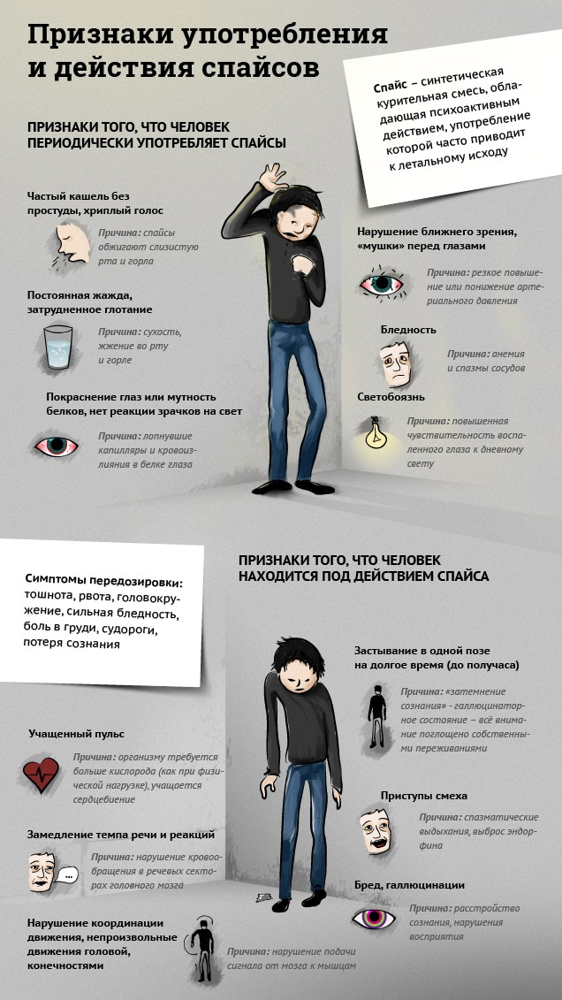 Признаки употребления
и действия спайсов
Спайс – синтетическая
курительная смесь, обла-
дающая психоактивным
действием, употребление
которой часто приводит
к летальному исходу
ПРИЗНАКИ ТОГО, ЧТО ЧЕЛОВЕК
ПЕРИОДИЧЕСКИ УПОТРЕБЛЯЕТ СПАЙСЫ
Частый кашель без
простуды, хриплый голос
Причина: спайсы
обжигают слизистую
рта и горла
Постоянная жажда,
затрудненное глотание
Причина: сухость,
жжение во рту
и горле
Покраснение глаз или мутность
белков, нет реакции зрачков на свет
Причина: лопнувшие
капилляры и кровоиз-
лияния в белке глаза
Нарушение ближнего зрения,
«мушки» перед глазами
Причина: резкое повыше-
ние или понижение арте-
риального давления
Бледность
Причина: анемия
и спазмы сосудов
Светобоязнь
Причина: повышенная
чувствительность воспа-
ленного глаза к дневному
свету
Симптомы передозировки:
тошнота, рвота, головокру-
жение, сильная бледность,
боль в груди, судороги,
потеря сознания
ПРИЗНАКИ ТОГО, ЧТО ЧЕЛОВЕК
НАХОДИТСЯ ПОД ДЕЙСТВИЕМ СПАЙСА
Учащенный пульс
Причина: организму требуется
больше кислорода (как при физи-
ческой нагрузке), учащается
сердцебиение
Замедление темпа речи и реакций
Причина: нарушение кровоо-
бращения в речевых секто-
рах головного мозга
...
Нарушение координации
движения, непроизвольные
движения головой,
конечностями
Причина: нарушение подачи
сигнала от мозга к мышцам
Застывание в одной позе
на долгое время (до получаса)
Причина: «затемнение
сознания» - галлюцинатор-
ное состояние – всё внима-
ние поглощено собственны-
ми переживаниями
Приступы смеха
Причина: спазматические
выдыхания, выброс эндор-
фина
Бред, галлюцинации
Причина: расстройство
сознания, нарушения
восприятия